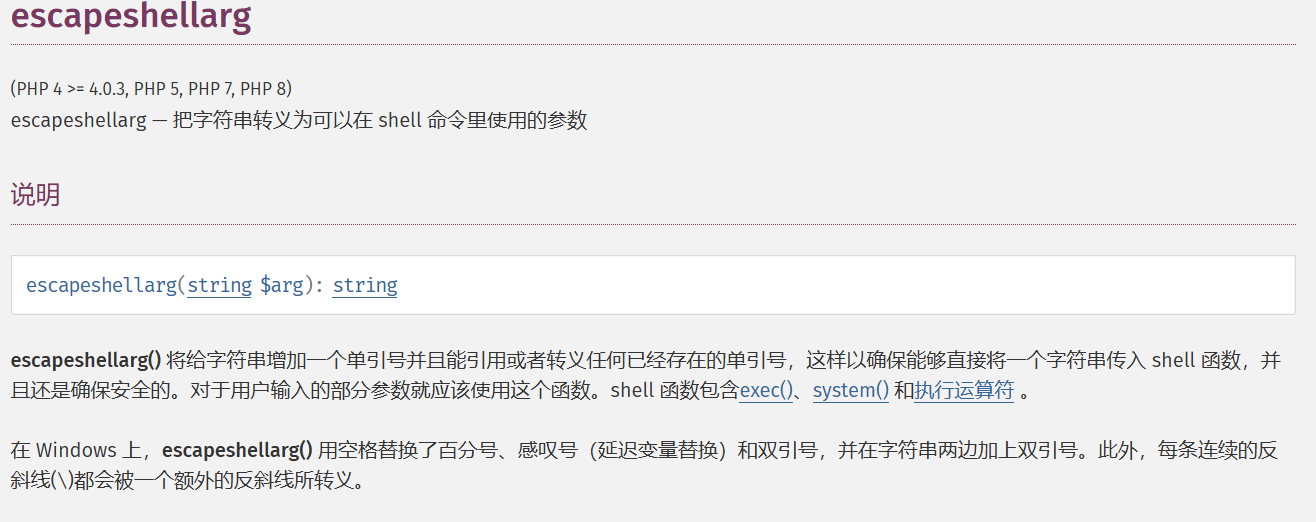 escapeshellarg
(PHP 4 >= 4.0.3, PHP 5, PHP 7, PHP 8)
escapeshellarg — 把字符串转义为可以在 shell 命令里使用的参数
说明
escapeshellarg(string $arg): string
escapeshellarg() 将给字符串增加一个单引号并且能引用或者转义任何已经存在的单引号，这样以确保能够直接将一个字符串传入 shell 函数，并
且还是确保安全的。对于用户输入的部分参数就应该使用这个函数。shell 函数包含exec()、system() 和执行运算符 。
在 Windows 上，escapeshellarg() 用空格替换了百分号、感叹号（延迟变量替换）和双引号，并在字符串两边加上双引号。此外，每条连续的反
斜线(\)都会被一个额外的反斜线所转义。